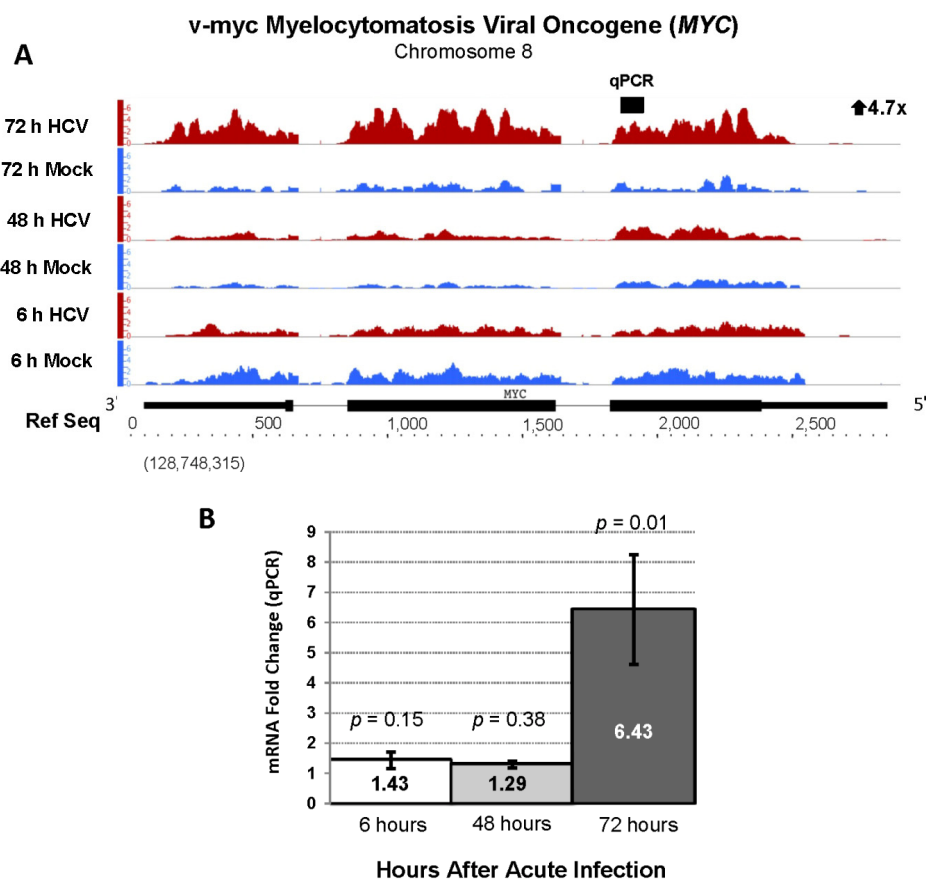 v-myc Myelocytomatosis Viral Oncogene (MYC)
A
Chromosome 8
qPCR
72 h HCV
4.7x
72 h Mock
48 h HCV
48 h Mock
6 h HCV
6 h Mock
MYC
3'
5'
Ref Seq
0 500 1,000 1,500 2,000 2,500
(128,748,315)
B
9
p = 0.01
8
7
6
5
4
3
p = 0.15 p = 0.38
2
1
0
mRNA Fold Change (qPCR)
1.43 1.29 6.43
6 hours 48 hours 72 hours
Hours After Acute Infection